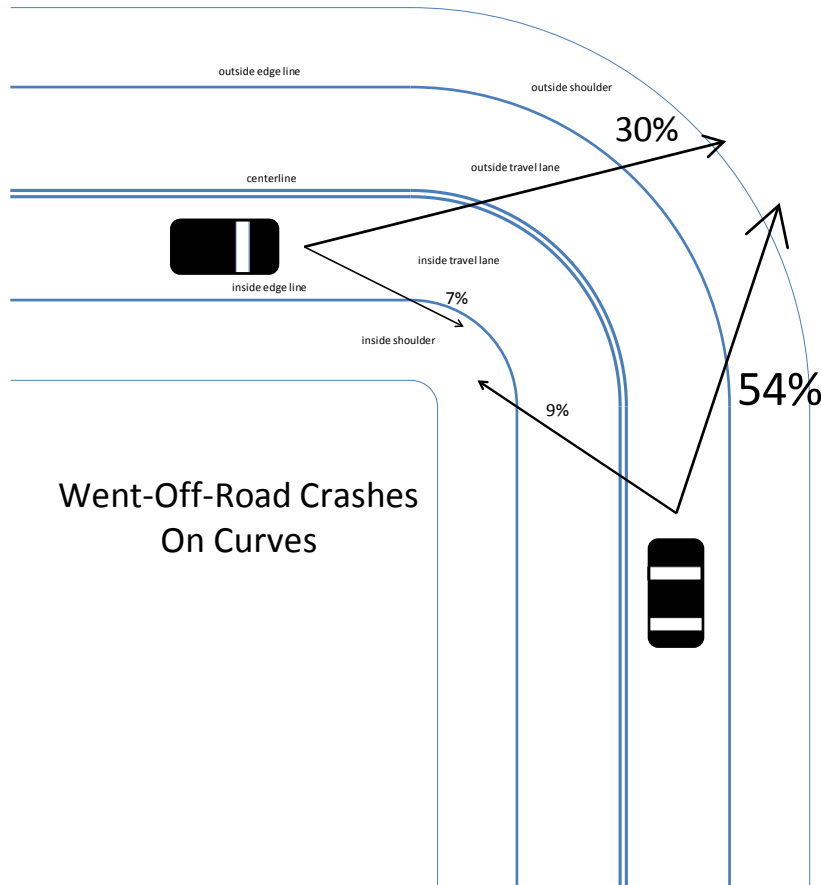 outside edge line
outside shoulder
30%
outside travel lane
centerline
inside travel lane
inside edge line
7%
inside shoulder
54%
9%
Went-Off-Road Crashes
On Curves